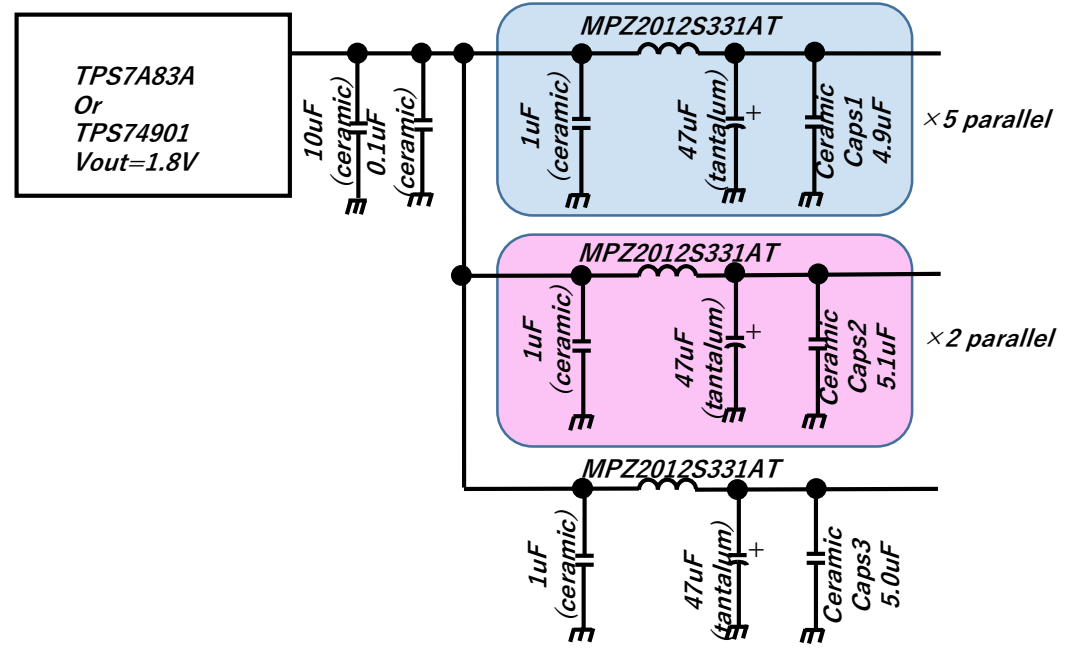 TPS7A83A
Or
TPS74901
Vout=1.8V
10uF
(ceramic)
0.1uF
(ceramic)
MPZ2012S331AT
1uF
(ceramic)
47uF
(tantalum)
+
Ceramic
Caps1
4.9uF
×5 parallel
MPZ2012S331AT
1uF
(ceramic)
47uF
(tantalum)
+
Ceramic
Caps2
5.1uF
×2 parallel
MPZ2012S331AT
1uF
(ceramic)
47uF
(tantalum)
+
Ceramic
Caps3
5.0uF